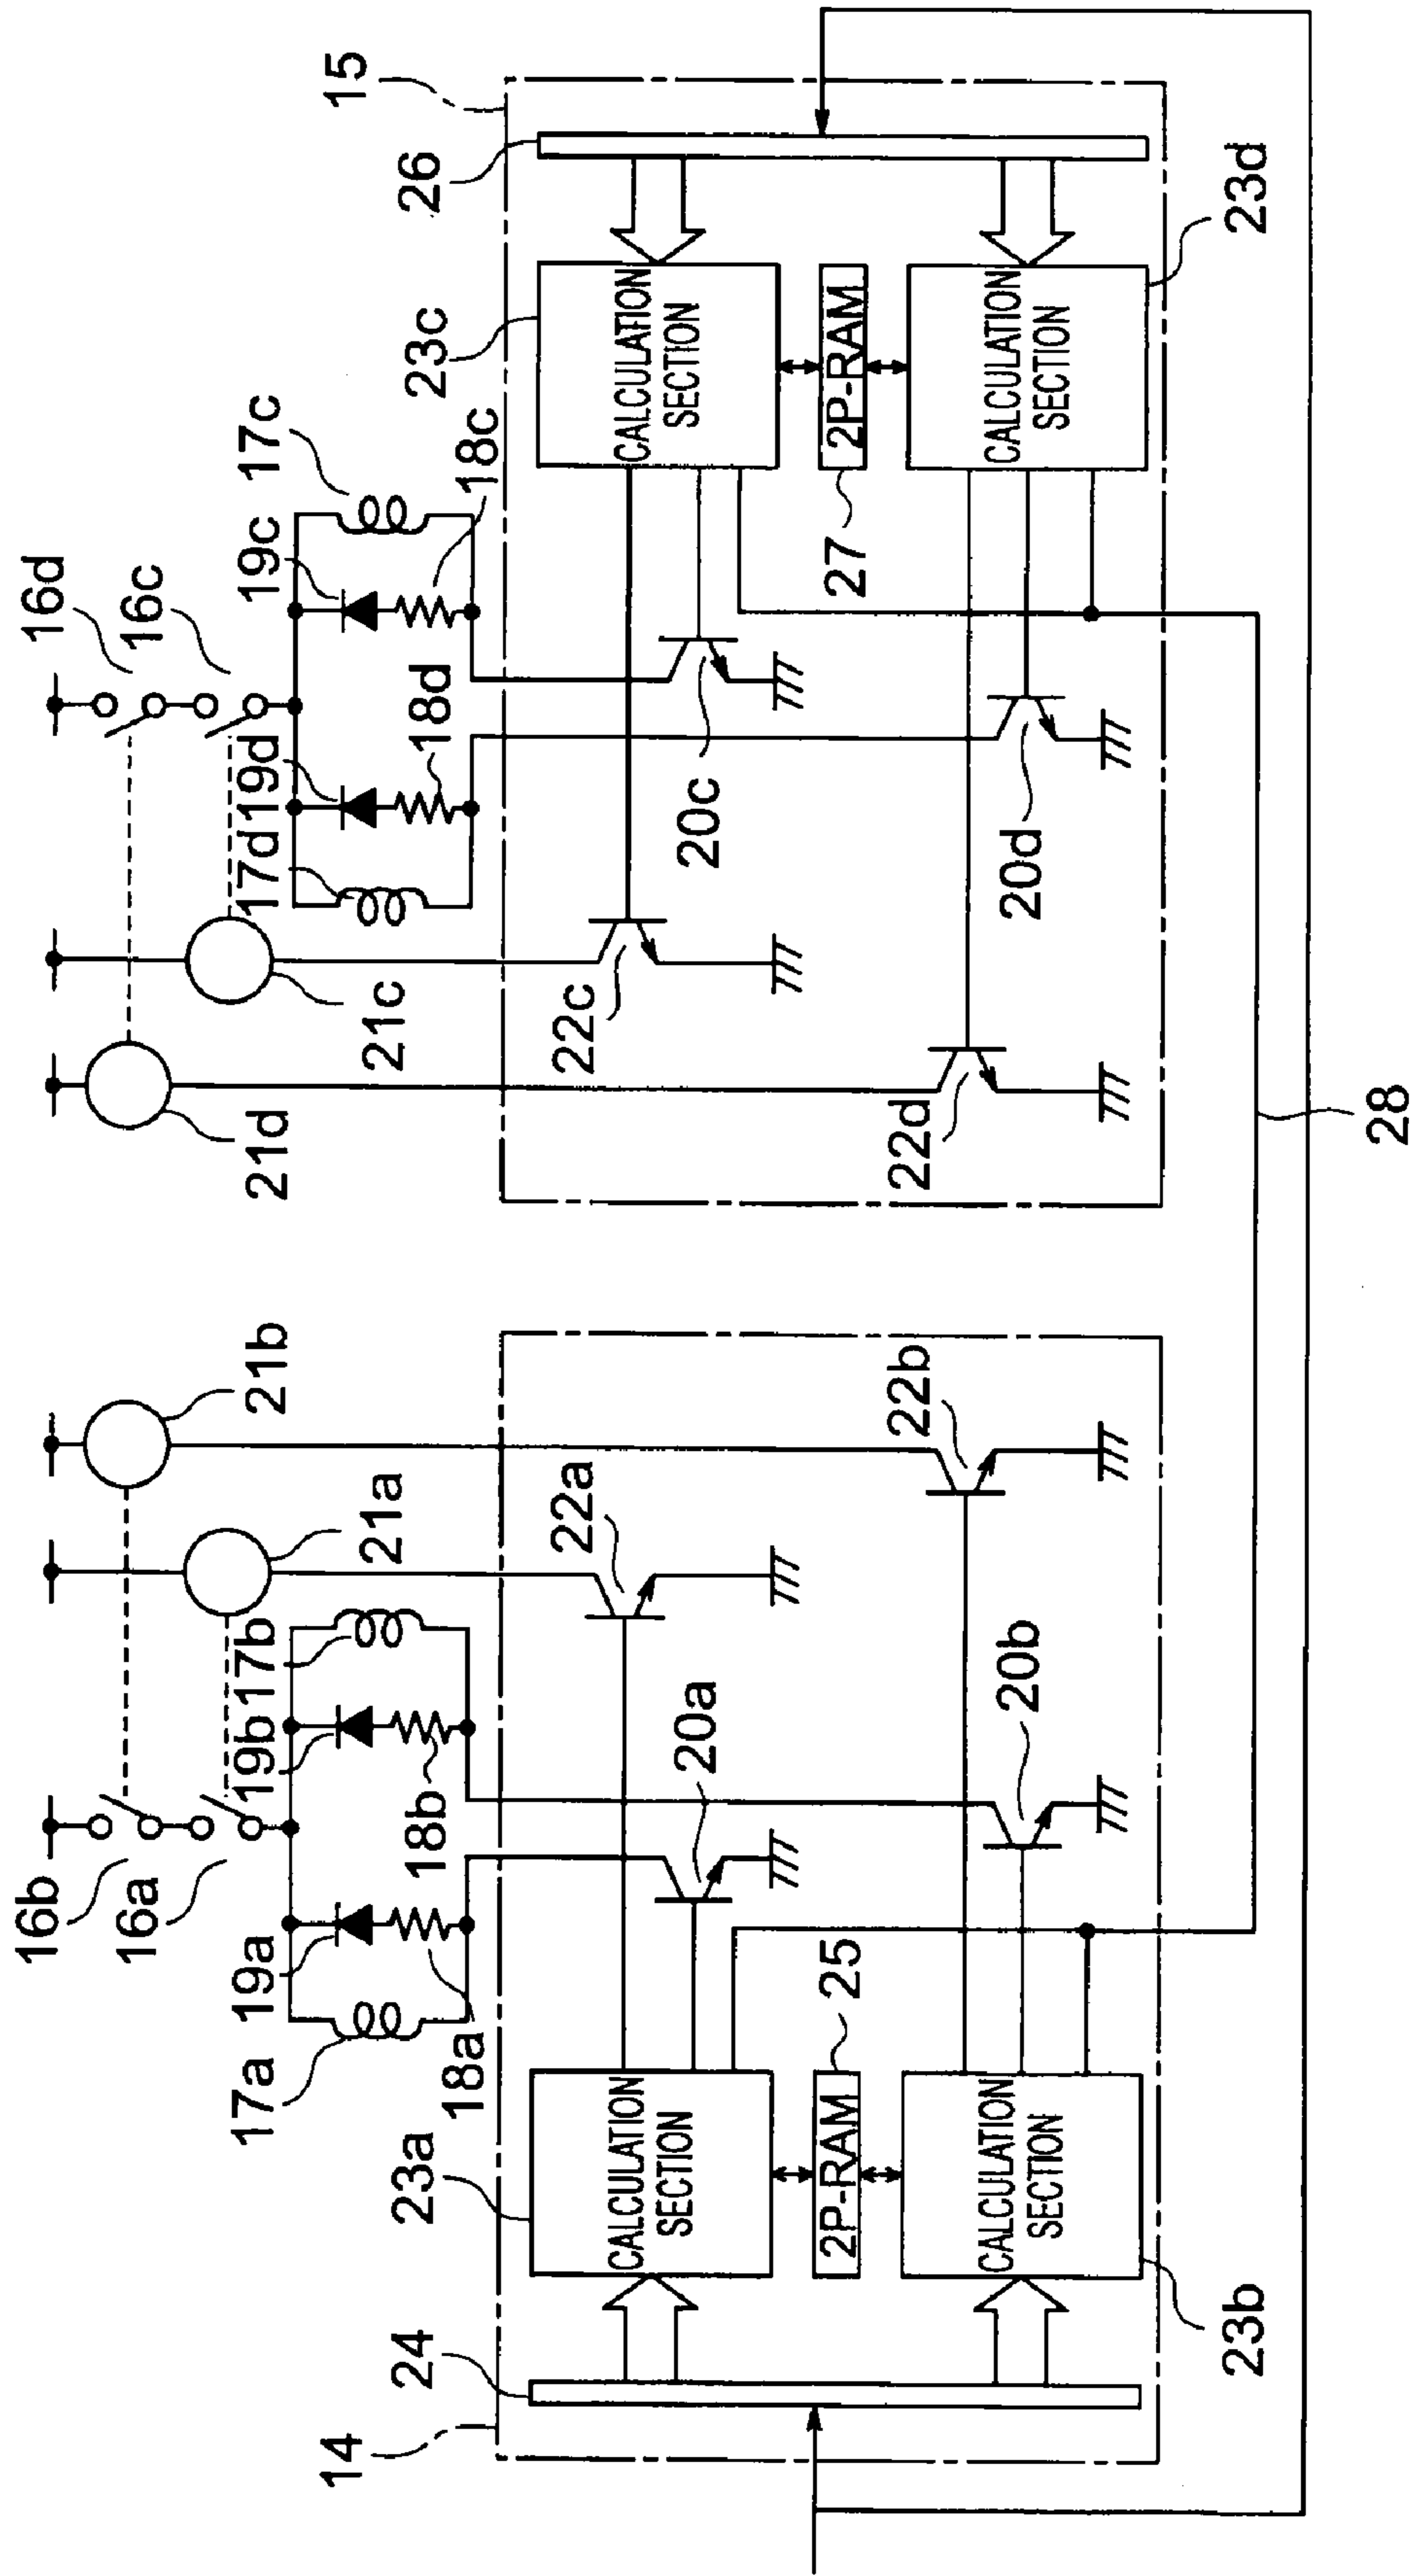 16b
16a
21b
21a
16d
16c
21d
21c
17a
19a
18a
19b
17b
18b
17d
19d
18d
19c
17c
18c
14
15
24
23a
CALCULATION
SECTION
20a
22a
22c
20c
23c
CALCULATION
SECTION
26
2P-RAM
25
2P-RAM
27
23b
CALCULATION
SECTION
20b
22b
22d
20d
CALCULATION
SECTION
23d
28